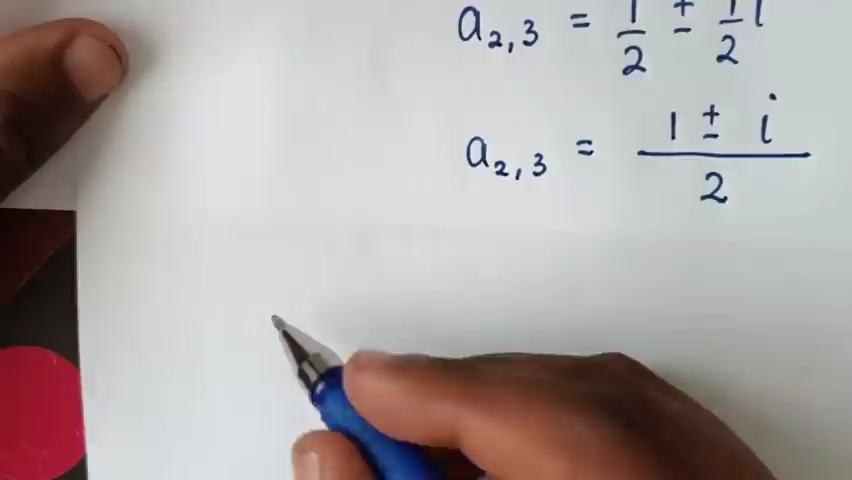 a₂,₃ = 1/2 ± 1/2 i
a₂,₃ = (1 ± i)/2